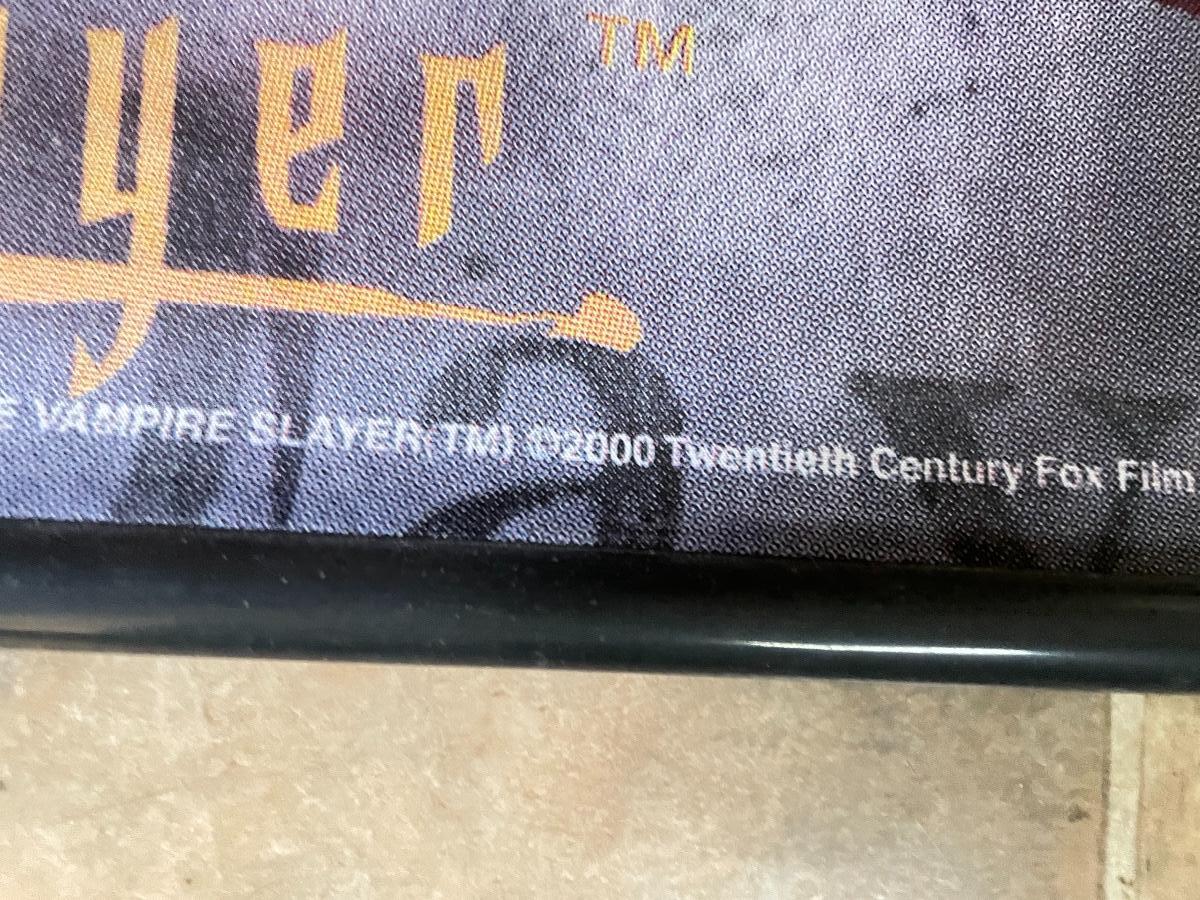 yer ™
E VAMPIRE SLAYER(TM) ©2000 Twentieth Century Fox Film